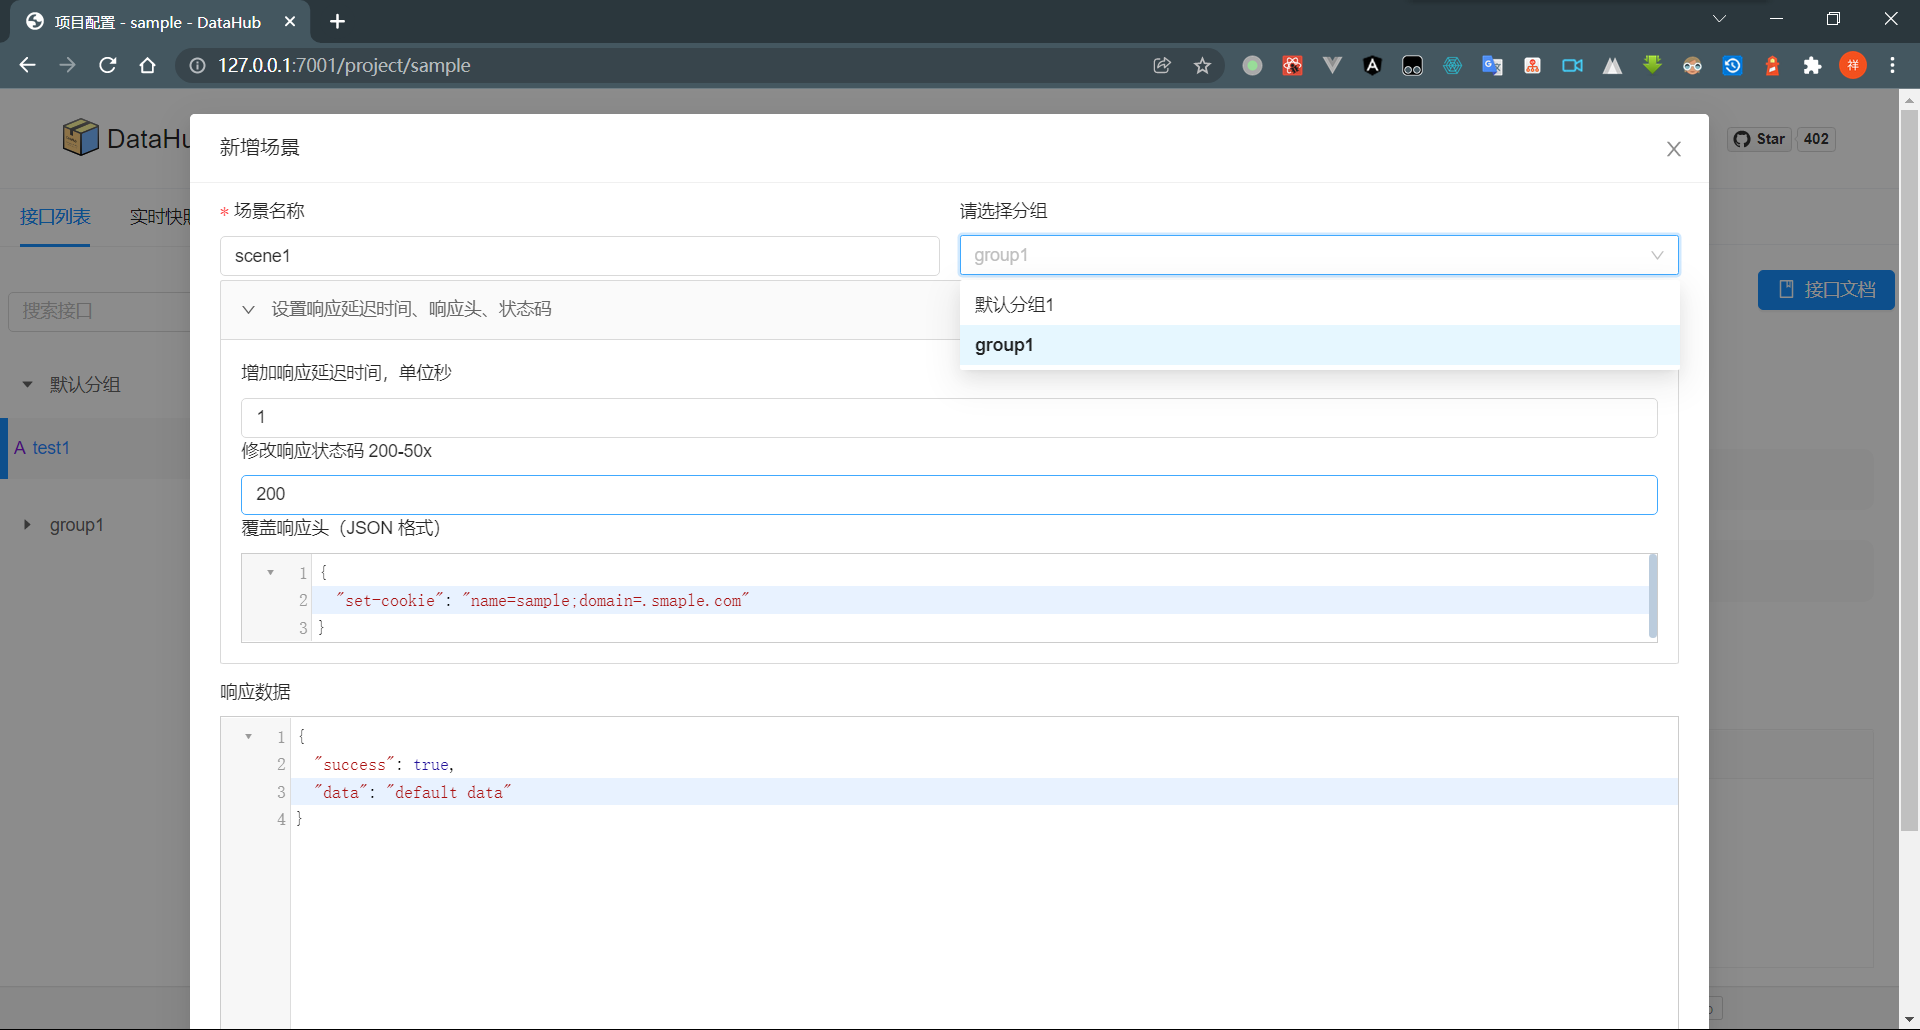 项目配置 - sample - DataHub
127.0.0.1:7001/project/sample
祥
DataHu
Star 402
新增场景
接口列表 实时快照
* 场景名称 请选择分组
scene1 group1
搜索接口
接口文档
设置响应延迟时间、响应头、状态码
默认分组1
group1
增加响应延迟时间，单位秒
默认分组
1
A test1
修改响应状态码 200-50x
200
group1
覆盖响应头（JSON 格式）
1 {
2 "set-cookie": "name=sample;domain=.smaple.com"
3 }
响应数据
1 {
2 "success": true,
3 "data": "default data"
4 }